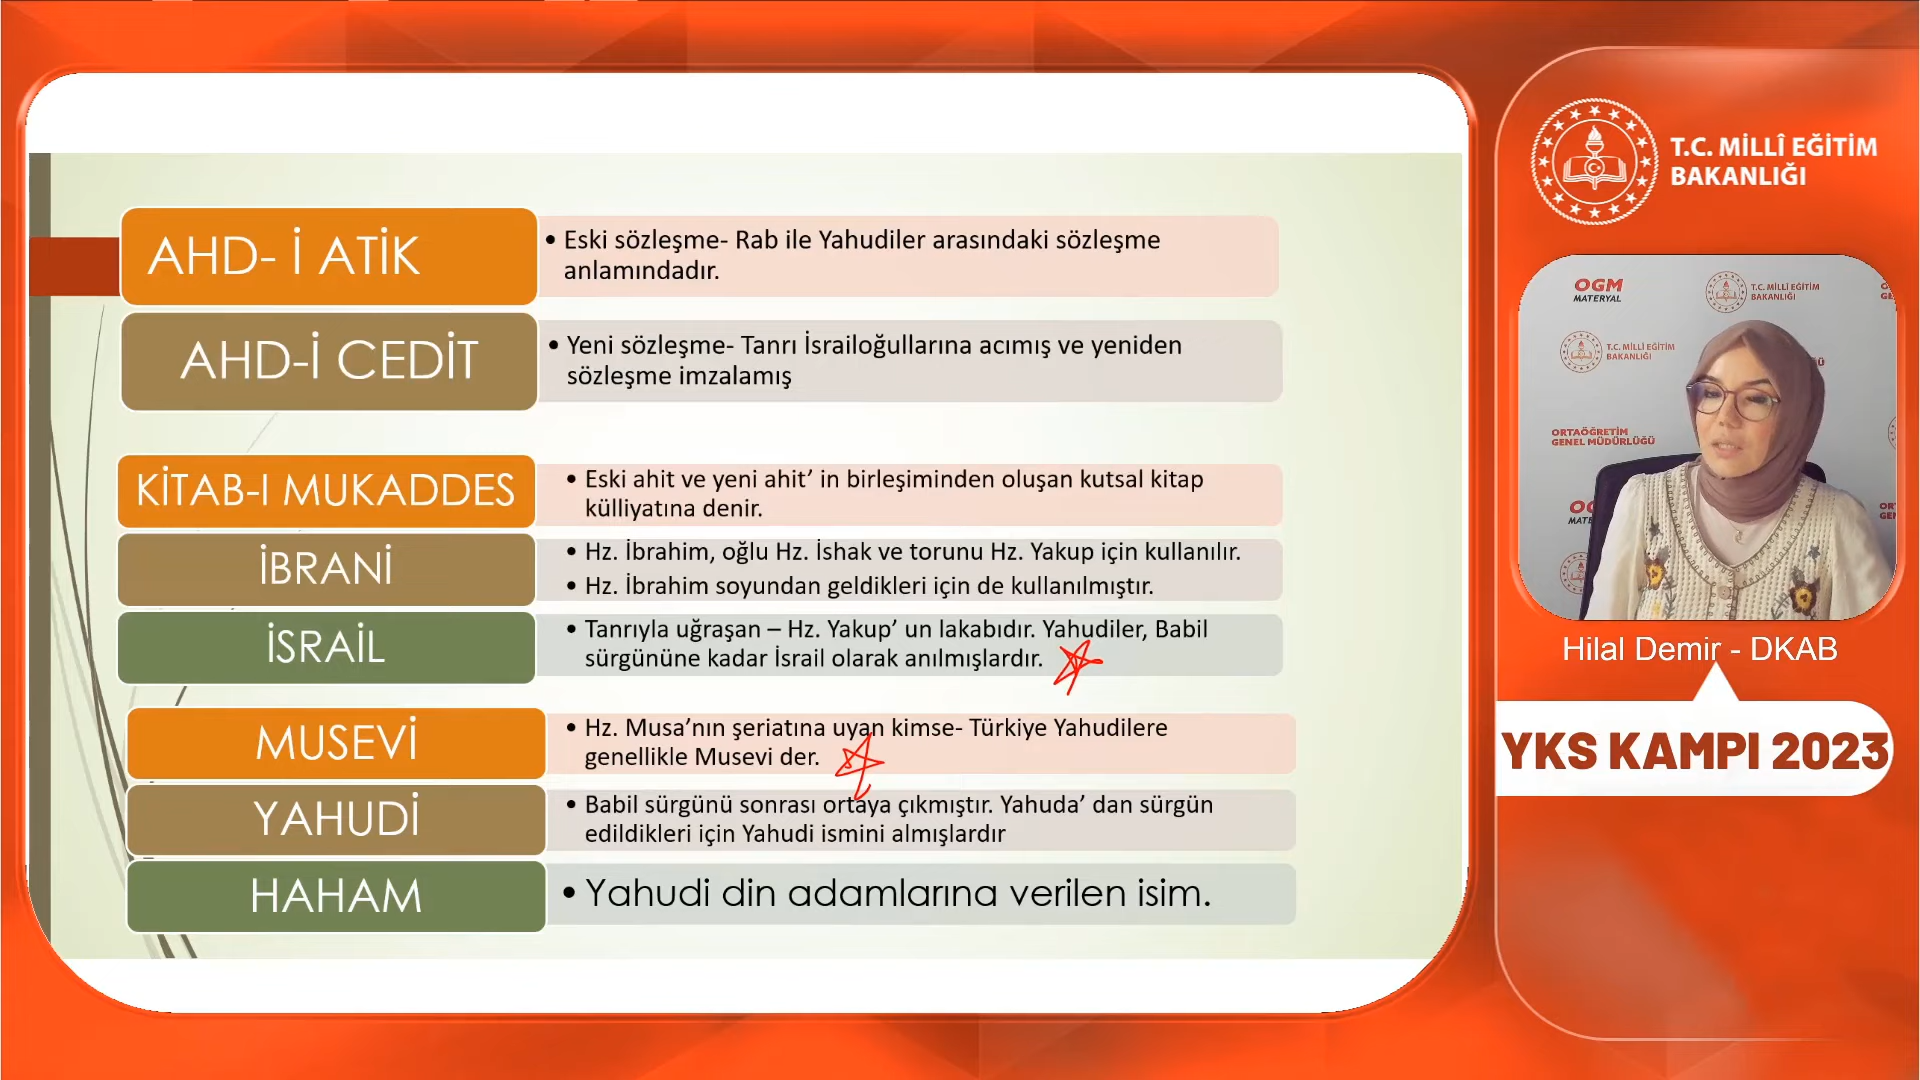 AHD- İ ATİK
• Eski sözleşme- Rab ile Yahudiler arasındaki sözleşme
anlamındadır.
AHD-İ CEDİT
• Yeni sözleşme- Tanrı İsrailoğullarına acımış ve yeniden
sözleşme imzalamış
KİTAB-I MUKADDES
• Eski ahit ve yeni ahit’ in birleşiminden oluşan kutsal kitap
külliyatına denir.
İBRANİ
• Hz. İbrahim, oğlu Hz. İshak ve torunu Hz. Yakup için kullanılır.
• Hz. İbrahim soyundan geldikleri için de kullanılmıştır.
İSRAİL
• Tanrıyla uğraşan – Hz. Yakup’ un lakabıdır. Yahudiler, Babil
sürgününe kadar İsrail olarak anılmışlardır.
MUSEVİ
• Hz. Musa’nın şeriatına uyan kimse- Türkiye Yahudilere
genellikle Musevi der.
YAHUDİ
• Babil sürgünü sonrası ortaya çıkmıştır. Yahuda’ dan sürgün
edildikleri için Yahudi ismini almışlardır
HAHAM
• Yahudi din adamlarına verilen isim.
T.C. MİLLÎ EĞİTİM
BAKANLIĞI
OGM
MATERYAL
T.C. MİLLÎ EĞİTİM
BAKANLIĞI
T.C. MİLLÎ EĞİTİM
BAKANLIĞI
ORTAÖĞRETİM
GENEL MÜDÜRLÜĞÜ
Hilal Demir - DKAB
YKS KAMPI 2023